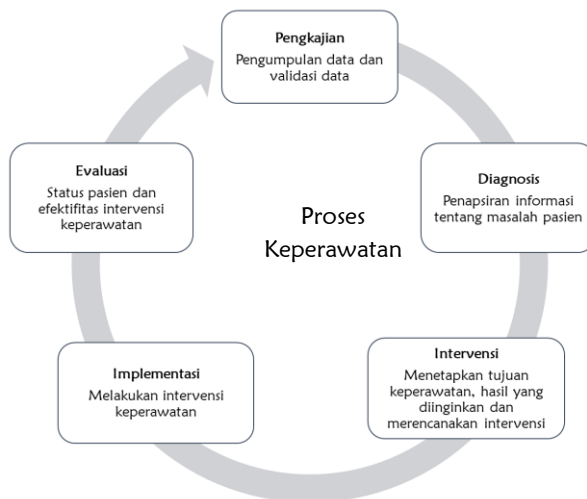 Pengkajian
Pengumpulan data dan
validasi data
Diagnosis
Penapsiran informasi
tentang masalah pasien
Intervensi
Menetapkan tujuan
keperawatan, hasil yang
diinginkan dan
merencanakan intervensi
Implementasi
Melakukan intervensi
keperawatan
Evaluasi
Status pasien dan
efektifitas intervensi
keperawatan
Proses
Keperawatan